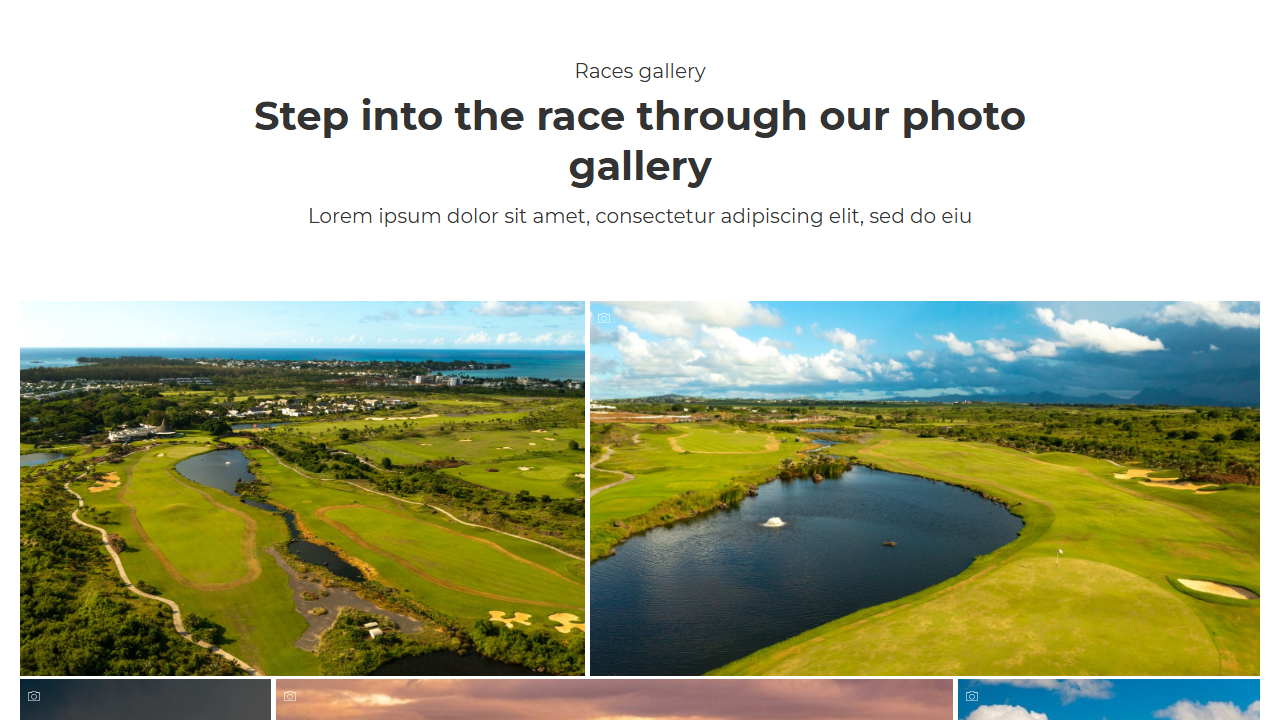 Races gallery
Step into the race through our photo
gallery
Lorem ipsum dolor sit amet, consectetur adipiscing elit, sed do eiu